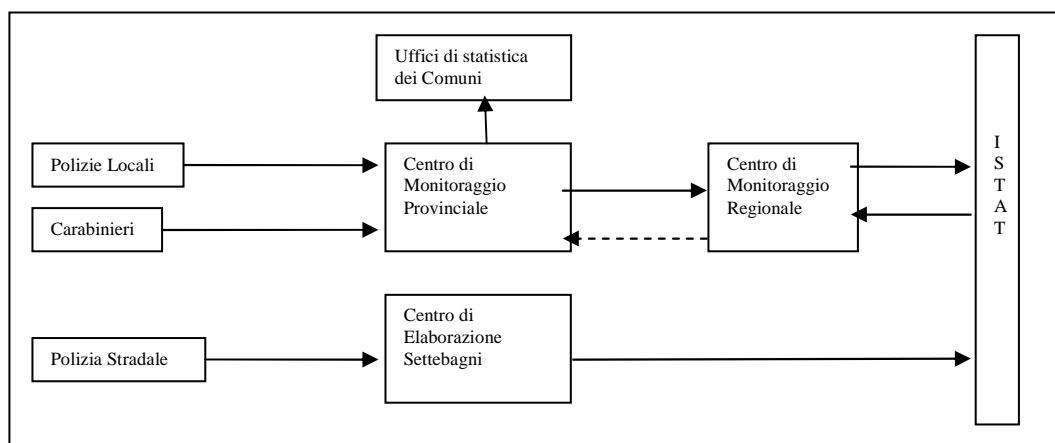 Uffici di statistica
dei Comuni
Polizie Locali
Centro di
Monitoraggio
Provinciale
Centro di
Monitoraggio
Regionale
I
S
T
A
T
Carabinieri
Centro di
Elaborazione
Settebagni
Polizia Stradale